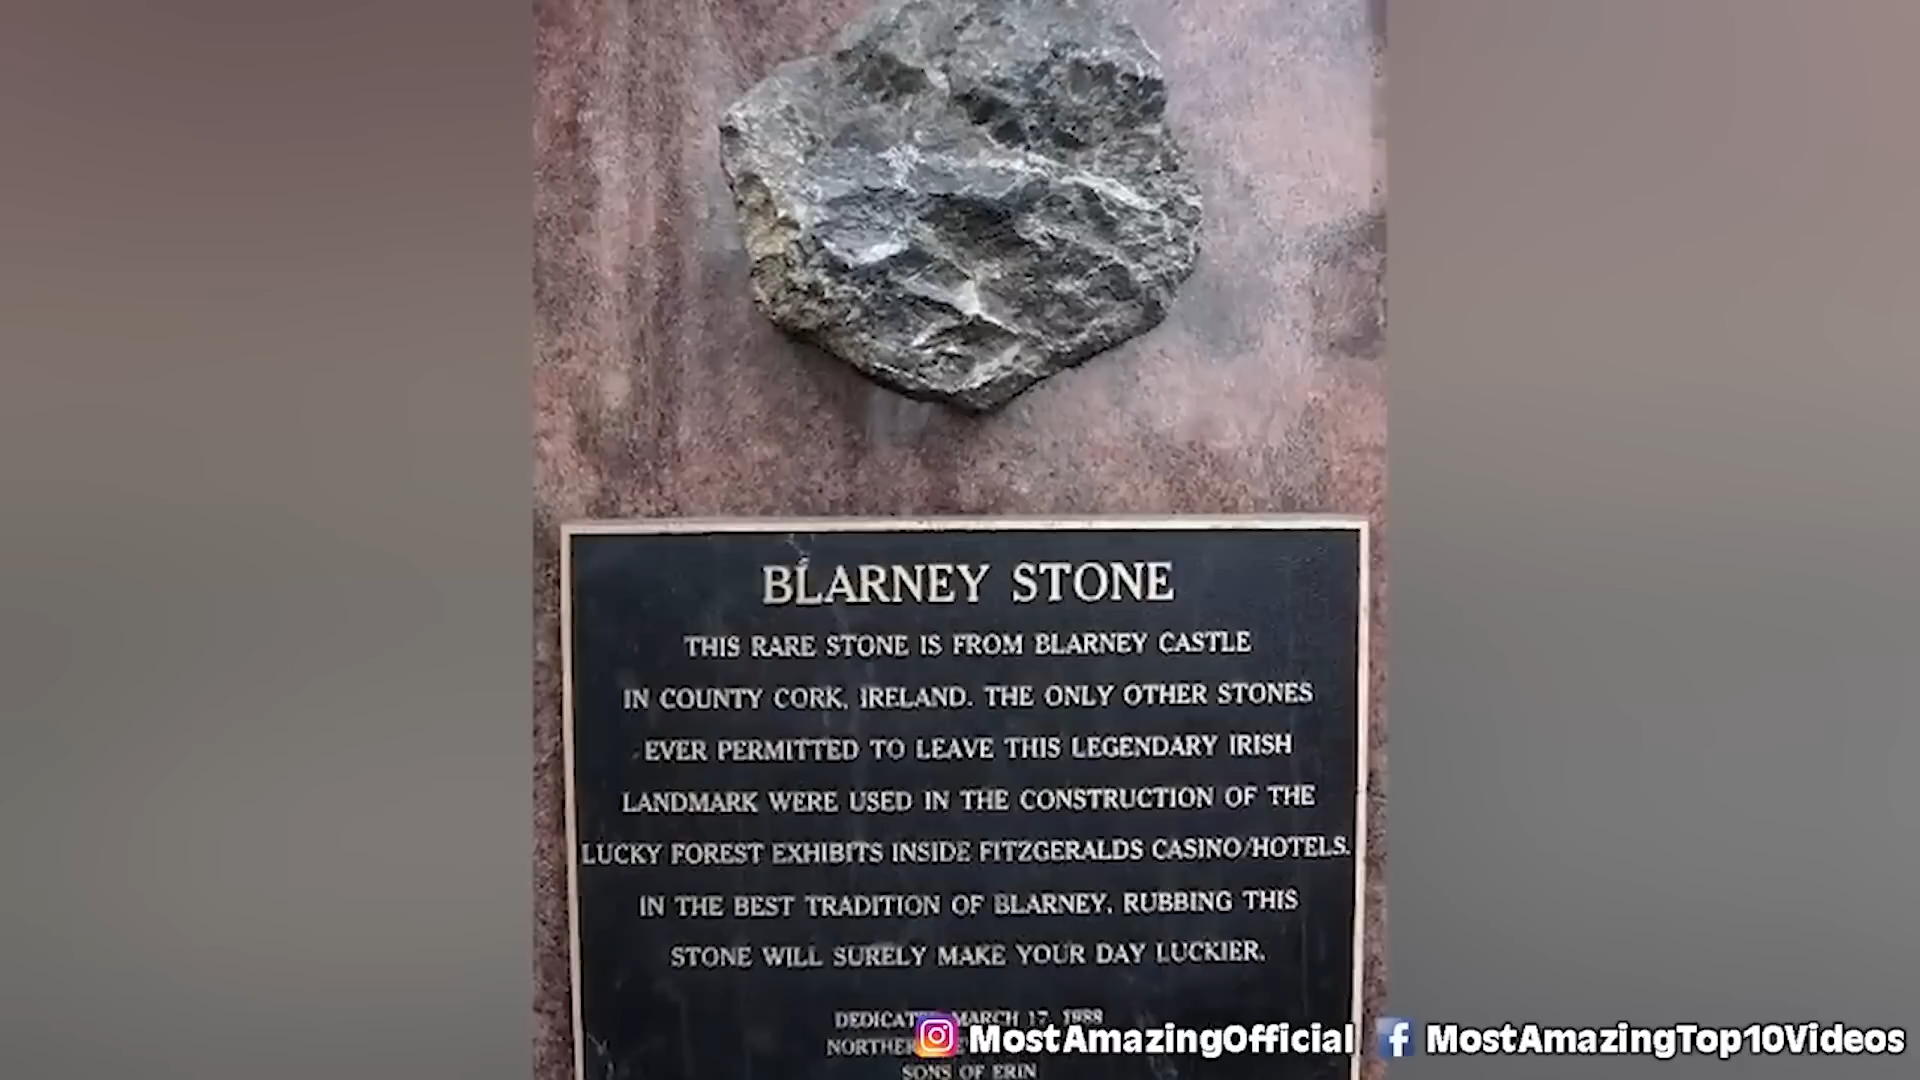 BLARNEY STONE
THIS RARE STONE IS FROM BLARNEY CASTLE
IN COUNTY CORK, IRELAND. THE ONLY OTHER STONES
EVER PERMITTED TO LEAVE THIS LEGENDARY IRISH
LANDMARK WERE USED IN THE CONSTRUCTION OF THE
LUCKY FOREST EXHIBITS INSIDE FITZGERALDS CASINO/HOTELS.
IN THE BEST TRADITION OF BLARNEY, RUBBING THIS
STONE WILL SURELY MAKE YOUR DAY LUCKIER.
MARCH 17, 1988
SONS OF ERIN
MostAmazingOfficial MostAmazingTop10Videos